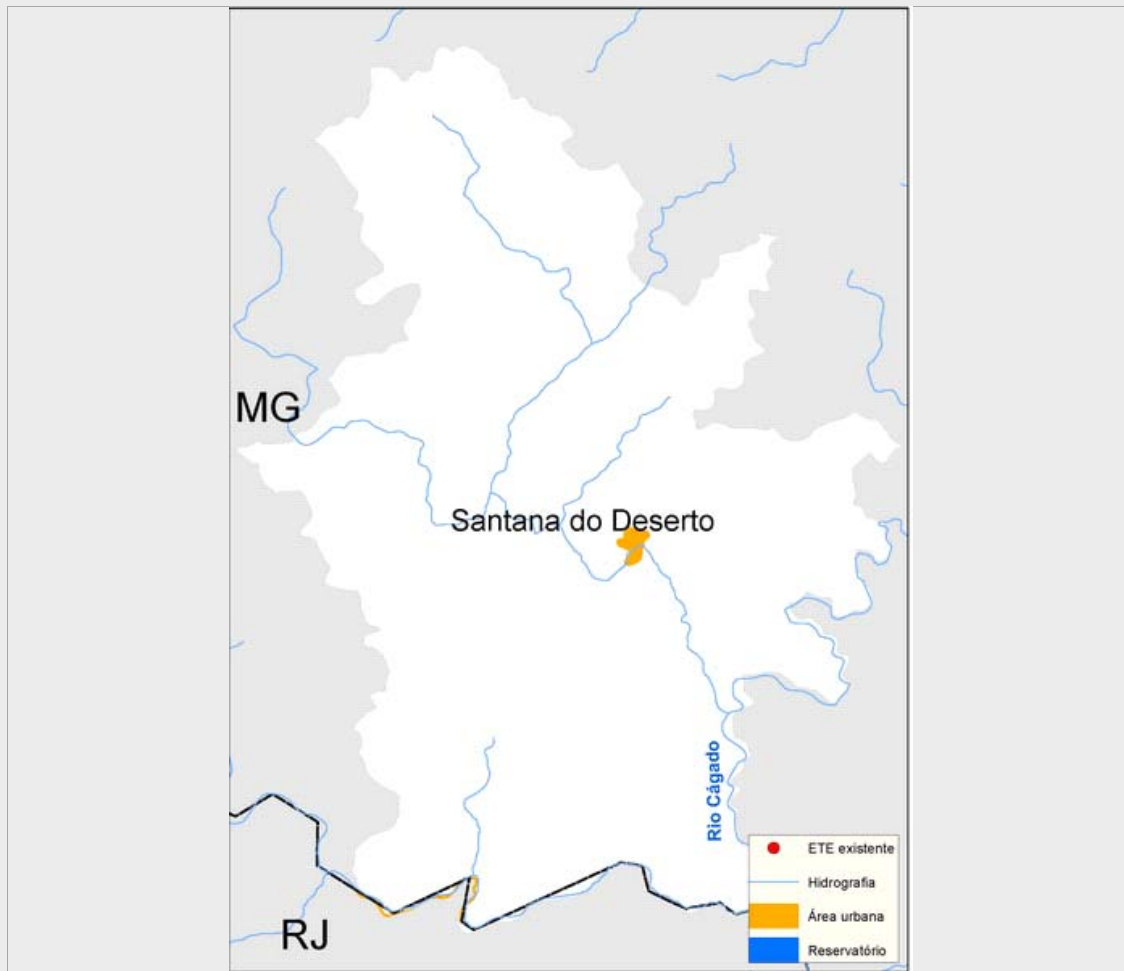 MG
Santana do Deserto
Rio Cágado
RJ
ETE existente
Hidrografia
Área urbana
Reservatório